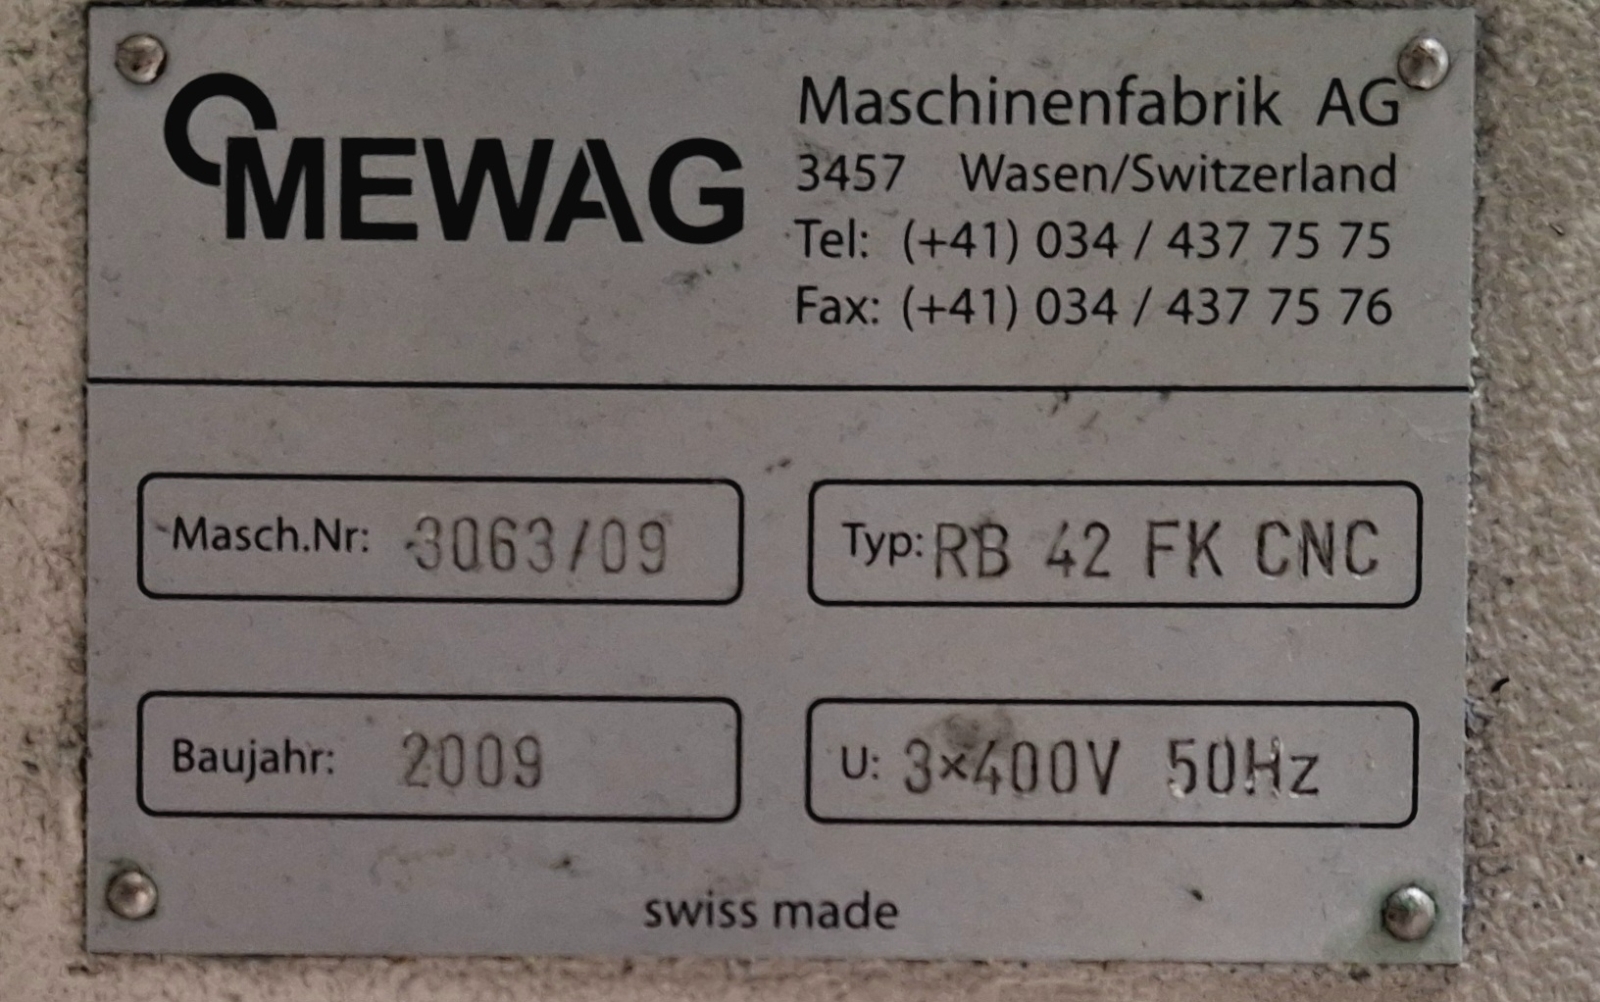 MEWAG
Maschinenfabrik AG
3457 Wasen/Switzerland
Tel: (+41) 034 / 437 75 75
Fax: (+41) 034 / 437 75 76
Masch.Nr: 3063/09
Typ: RB 42 FK CNC
Baujahr: 2009
U: 3×400V 50Hz
swiss made